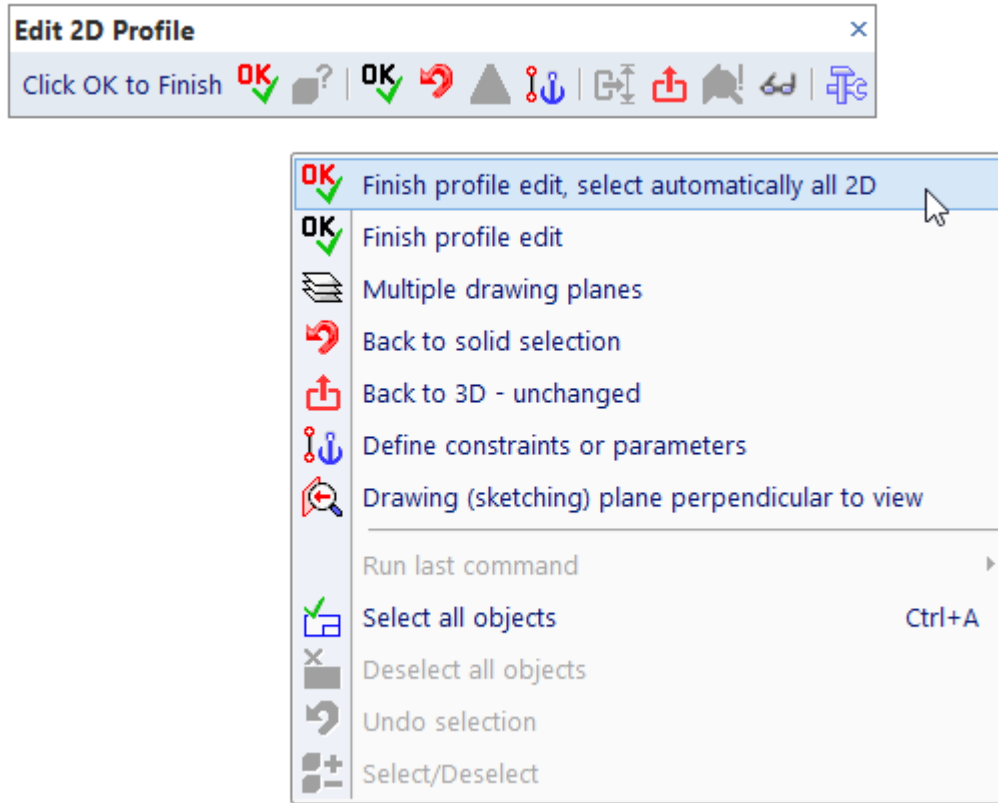 Edit 2D Profile
Click OK to Finish OK OK
OK Finish profile edit, select automatically all 2D
OK Finish profile edit
Multiple drawing planes
Back to solid selection
Back to 3D - unchanged
Define constraints or parameters
Drawing (sketching) plane perpendicular to view
Run last command
Select all objects Ctrl+A
Deselect all objects
Undo selection
Select/Deselect